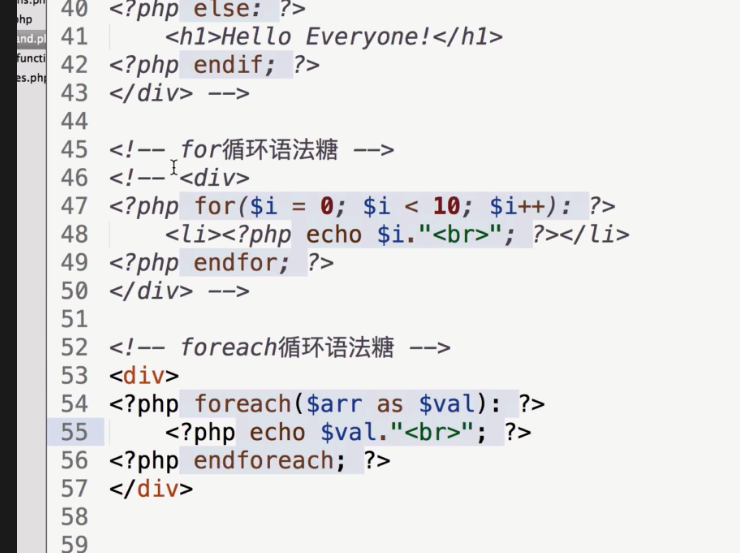 ns.php
php
and.ph
functi
es.php
40 <?php else: ?>
41     <h1>Hello Everyone!</h1>
42 <?php endif; ?>
43 </div> -->
44
45 <!-- for循环语法糖 -->
46 <!-- <div>
47 <?php for($i = 0; $i < 10; $i++): ?>
48     <li><?php echo $i."<br>"; ?></li>
49 <?php endfor; ?>
50 </div> -->
51
52 <!-- foreach循环语法糖 -->
53 <div>
54 <?php foreach($arr as $val): ?>
55     <?php echo $val."<br>"; ?>
56 <?php endforeach; ?>
57 </div>
58
59